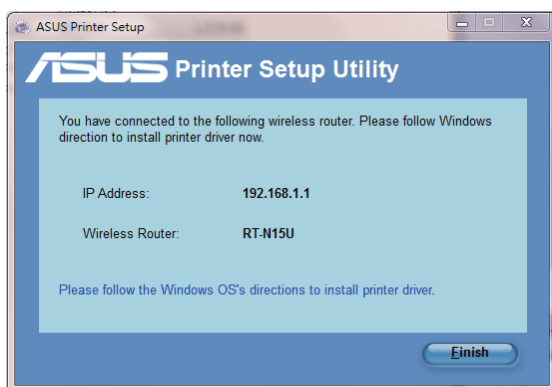 ASUS Printer Setup
ASUS Printer Setup Utility
You have connected to the following wireless router. Please follow Windows
direction to install printer driver now.
IP Address: 192.168.1.1
Wireless Router: RT-N15U
Please follow the Windows OS's directions to install printer driver.
Finish